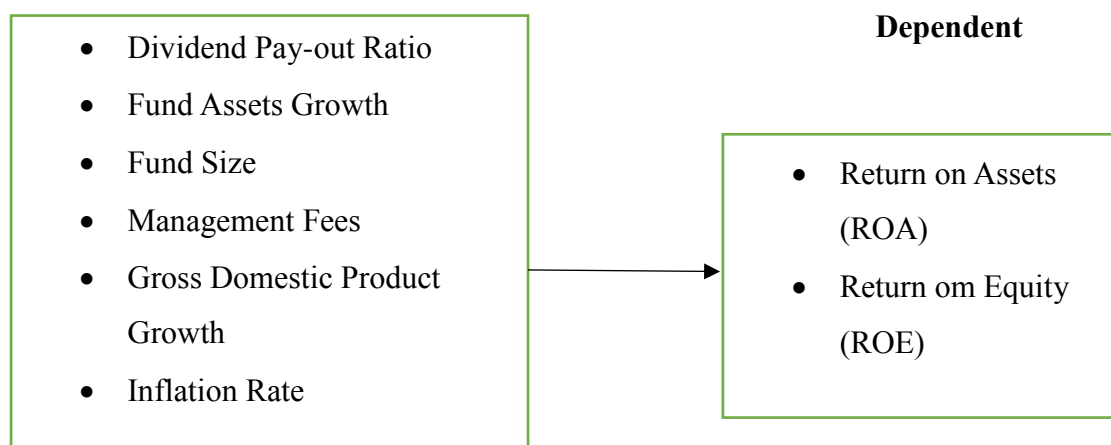 Dependent
• Dividend Pay-out Ratio
• Fund Assets Growth
• Fund Size
• Management Fees
• Gross Domestic Product
Growth
• Inflation Rate
• Return on Assets
(ROA)
• Return om Equity
(ROE)